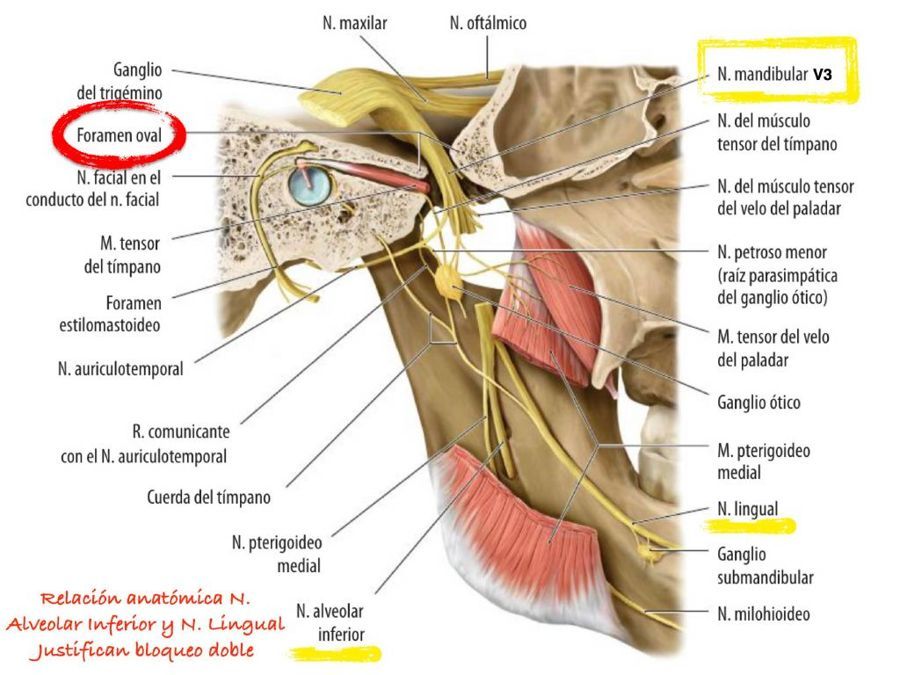 N. maxilar
N. oftálmico
Ganglio
del trigémino
Foramen oval
N. facial en el
conducto del n. facial
M. tensor
del tímpano
Foramen
estilomastoideo
N. auriculotemporal
R. comunicante
con el N. auriculotemporal
Cuerda del tímpano
N. pterigoideo
medial
N. alveolar
inferior
Relación anatómica N.
Alveolar Inferior y N. Lingual
Justifican bloqueo doble
N. mandibular V3
N. del músculo
tensor del tímpano
N. del músculo tensor
del velo del paladar
N. petroso menor
(raíz parasimpática
del ganglio ótico)
M. tensor del velo
del paladar
Ganglio ótico
M. pterigoideo
medial
N. lingual
Ganglio
submandibular
N. milohioideo